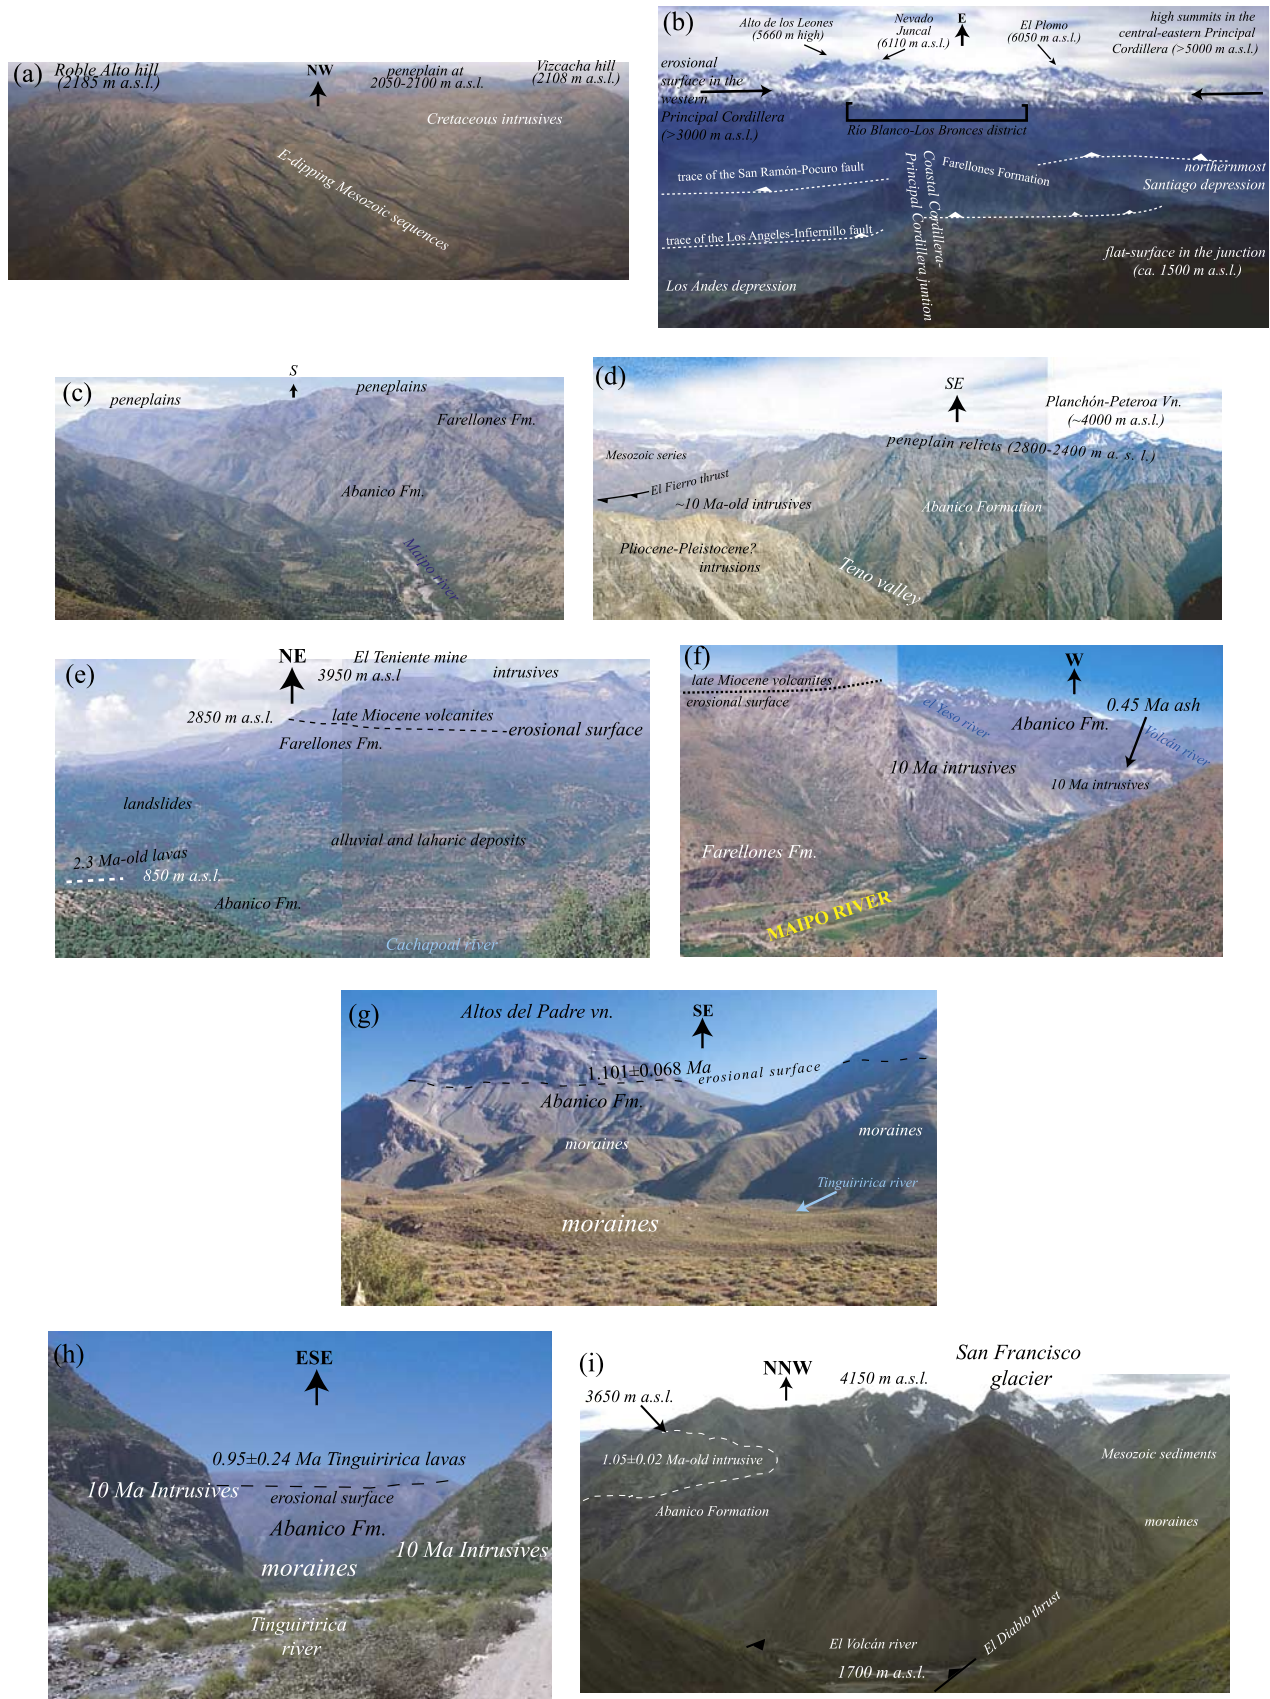 (a)
Roble Alto hill
(2185 m a.s.l.)
NW
peneplain at
2050-2100 m a.s.l.
Vizcacha hill
(2108 m a.s.l.)
Cretaceous intrusives
E-dipping Mesozoic sequences
(b)
Alto de los Leones
(5660 m high)
Nevado
Juncal
(6110 m a.s.l.)
E
El Plomo
(6050 m a.s.l.)
high summits in the
central-eastern Principal
Cordillera (>5000 m a.s.l.)
erosional
surface in the
western
Principal Cordillera
(>3000 m a.s.l.)
Río Blanco-Los Bronces district
trace of the San Ramón-Pocuro fault
Farellones Formation
northernmost
Santiago depression
Coastal Cordillera-
Principal Cordillera juntion
trace of the Los Angeles-Infiernillo fault
flat-surface in the junction
(ca. 1500 m a.s.l.)
Los Andes depression
(c)
S
peneplains
peneplains
Farellones Fm.
Abanico Fm.
Maipo river
(d)
SE
Planchón-Peteroa Vn.
(~4000 m a.s.l.)
peneplain relicts (2800-2400 m a. s. l.)
Mesozoic series
El Fierro thrust
~10 Ma-old intrusives
Abanico Formation
Pliocene-Pleistocene?
intrusions
Teno valley
(e)
NE
El Teniente mine
3950 m a.s.l
intrusives
2850 m a.s.l.
late Miocene volcanites
erosional surface
Farellones Fm.
landslides
alluvial and laharic deposits
2.3 Ma-old lavas
850 m a.s.l.
Abanico Fm.
Cachapoal river
(f)
W
late Miocene volcanites
erosional surface
el Yeso river
Abanico Fm.
0.45 Ma ash
Volcán river
10 Ma intrusives
10 Ma intrusives
Farellones Fm.
MAIPO RIVER
(g)
Altos del Padre vn.
SE
1.101±0.068 Ma
erosional surface
Abanico Fm.
moraines
moraines
Tinguiririca river
moraines
(h)
ESE
0.95±0.24 Ma Tinguiririca lavas
10 Ma Intrusives
erosional surface
Abanico Fm.
10 Ma Intrusives
moraines
Tinguiririca
river
(i)
NNW
San Francisco
glacier
4150 m a.s.l.
3650 m a.s.l.
1.05±0.02 Ma-old intrusive
Mesozoic sediments
Abanico Formation
moraines
El Diablo thrust
El Volcán river
1700 m a.s.l.